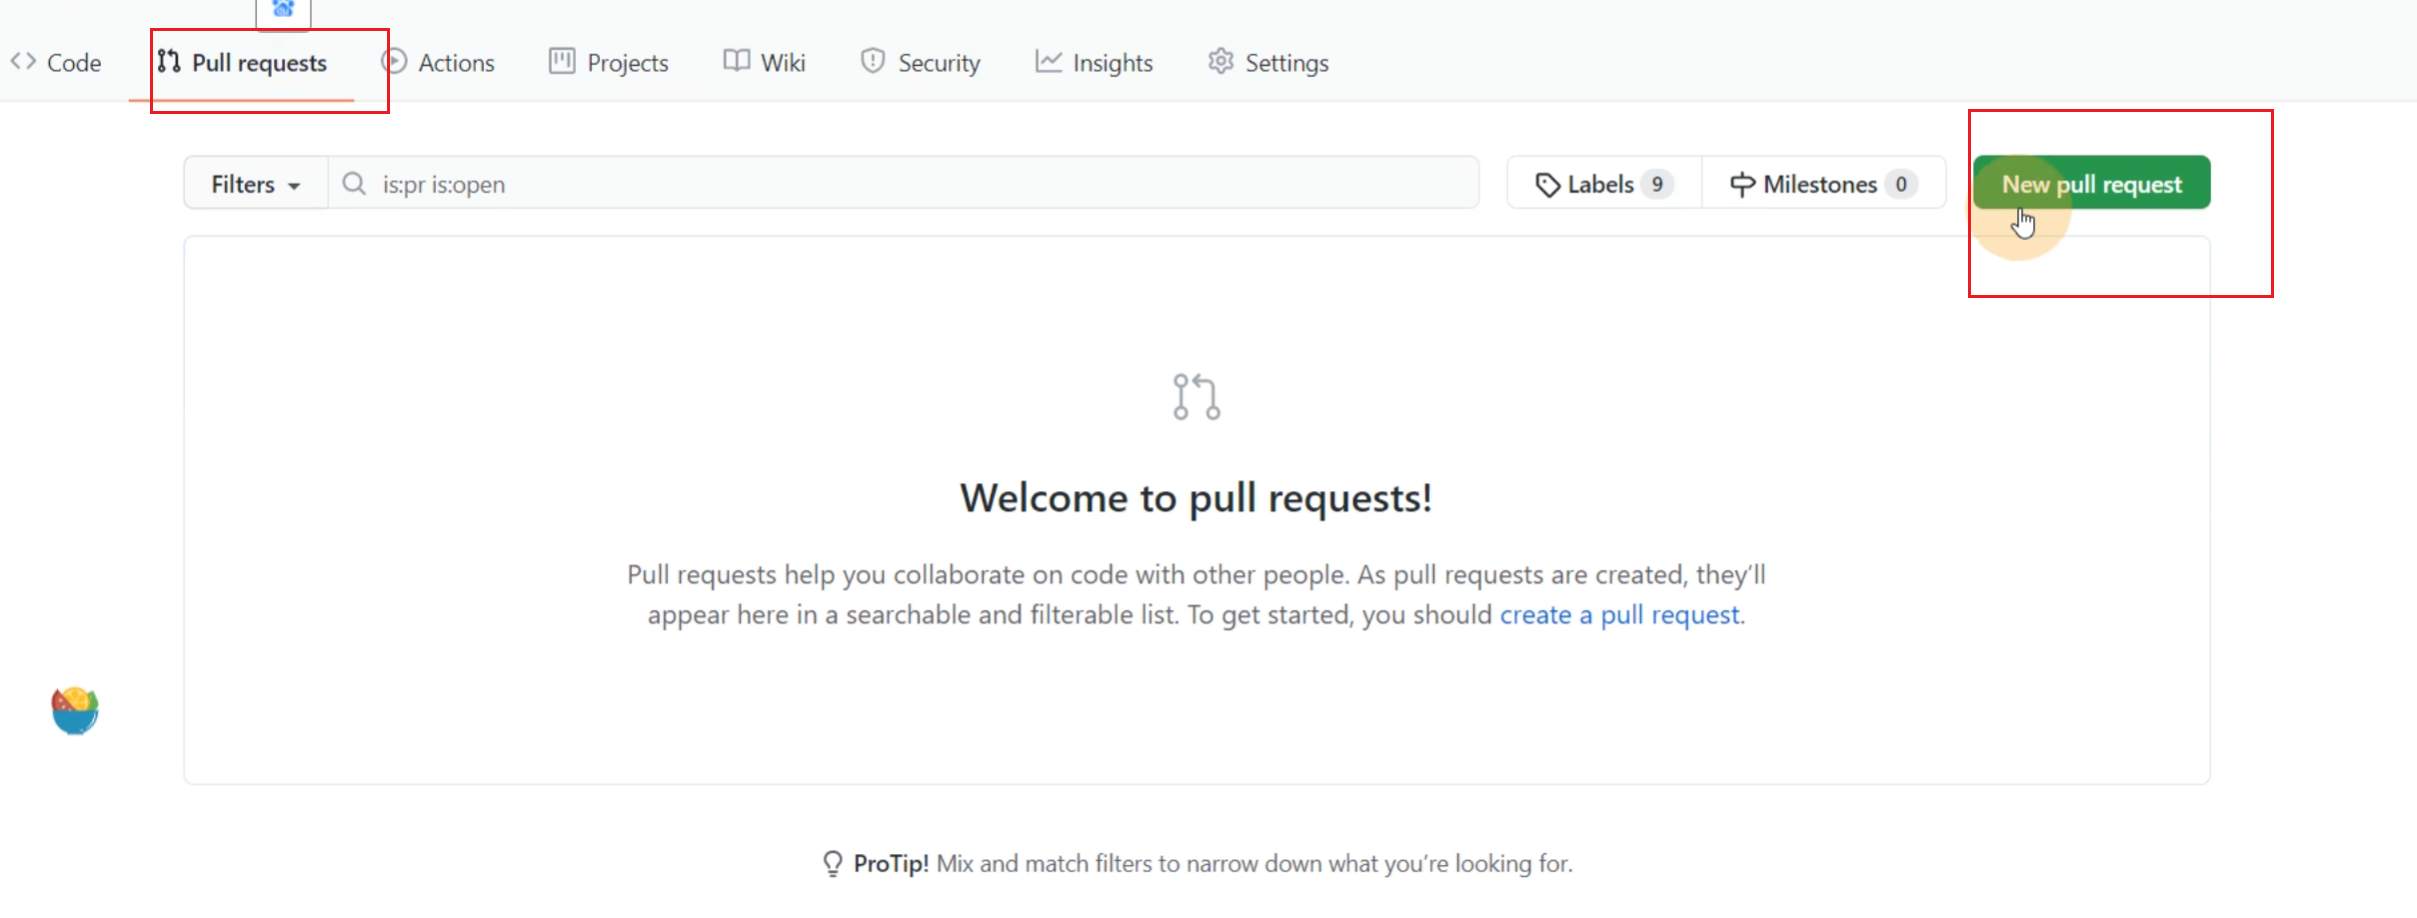 Code Pull requests Actions Projects Wiki Security Insights Settings
Filters is:pr is:open Labels 9 Milestones 0 New pull request
Welcome to pull requests!
Pull requests help you collaborate on code with other people. As pull requests are created, they’ll
appear here in a searchable and filterable list. To get started, you should create a pull request.
ProTip! Mix and match filters to narrow down what you’re looking for.